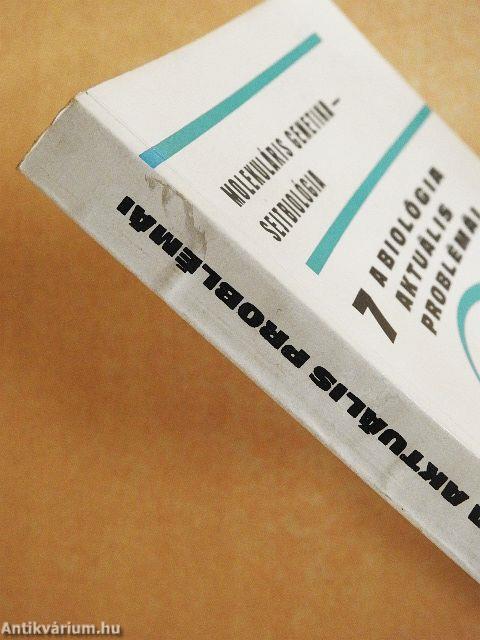 MOLEKULÁRIS GENETIKA–
SEJTBIOLÓGIA
7 A BIOLÓGIA
AKTUÁLIS
PROBLÉMÁI
A AKTUÁLIS PROBLÉMÁI
Antikvárium.hu